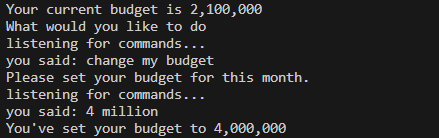 Your current budget is 2,100,000
What would you like to do
listening for commands...
you said: change my budget
Please set your budget for this month.
listening for commands...
you said: 4 million
You've set your budget to 4,000,000